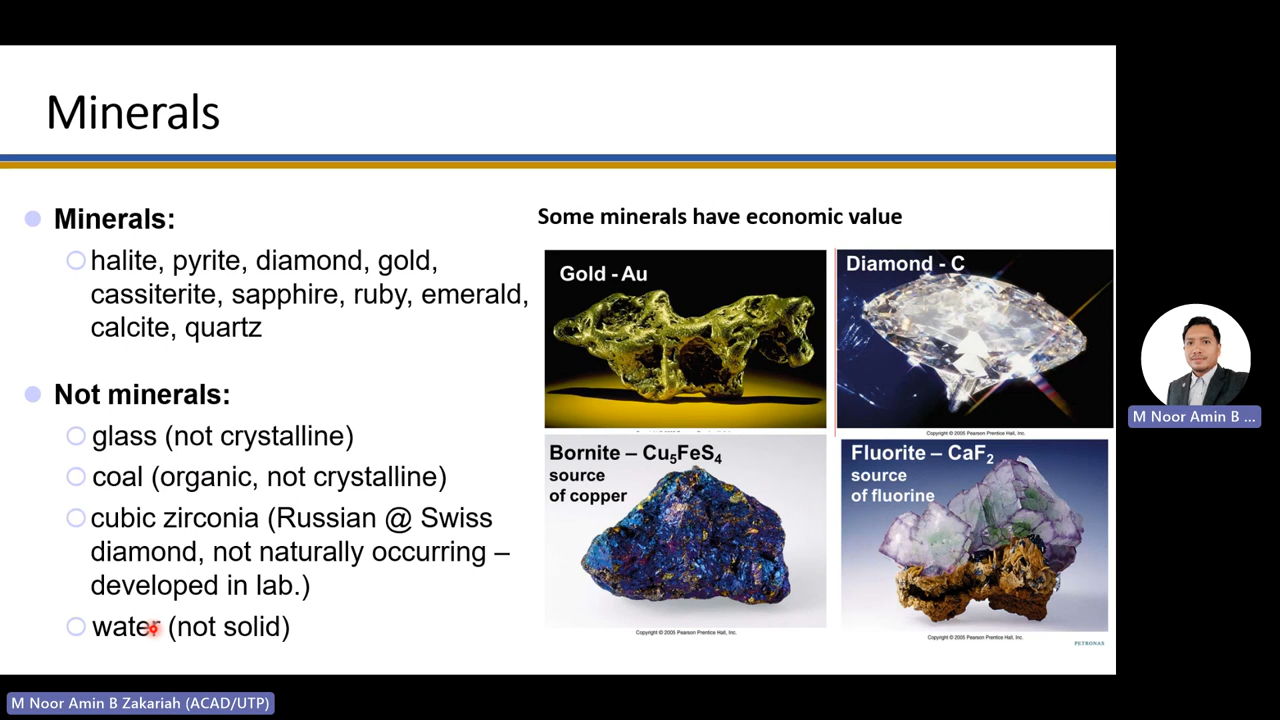 Minerals
Minerals:
halite, pyrite, diamond, gold,
cassiterite, sapphire, ruby, emerald,
calcite, quartz
Not minerals:
glass (not crystalline)
coal (organic, not crystalline)
cubic zirconia (Russian @ Swiss
diamond, not naturally occurring –
developed in lab.)
water (not solid)
Some minerals have economic value
Gold - Au
Diamond - C
Copyright © 2005 Pearson Prentice Hall, Inc.
Bornite – Cu₅FeS₄
source
of copper
Copyright © 2005 Pearson Prentice Hall, Inc.
Fluorite – CaF₂
source
of fluorine
Copyright © 2005 Pearson Prentice Hall, Inc.
PETRONAS
M Noor Amin B ...
M Noor Amin B Zakariah (ACAD/UTP)